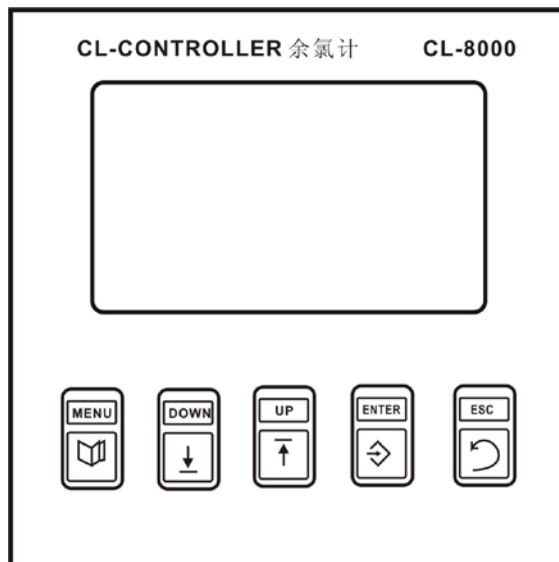 CL-CONTROLLER 余氯计 CL-8000
MENU DOWN UP ENTER ESC